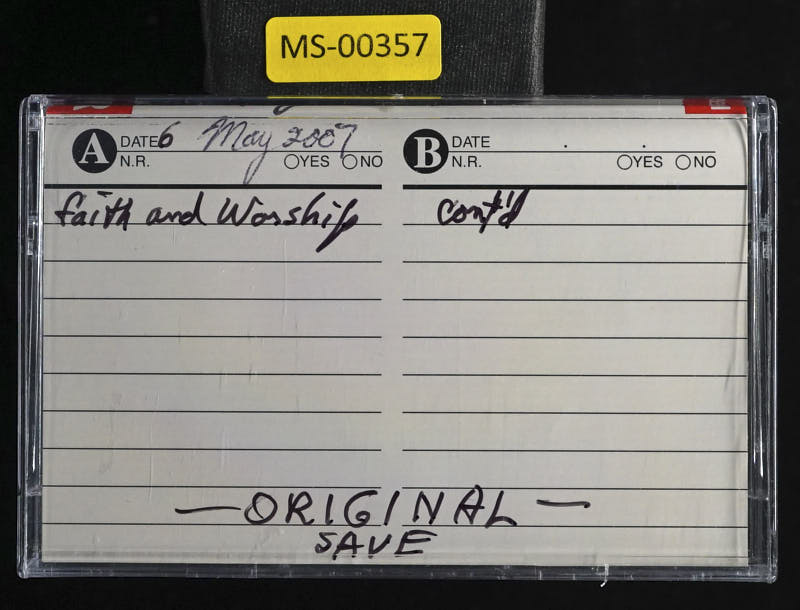 MS-00357
A DATE 6 May 2007
N.R. YES NO
B DATE
N.R. YES NO
Faith and Worship
cont'd
— ORIGINAL —
SAVE